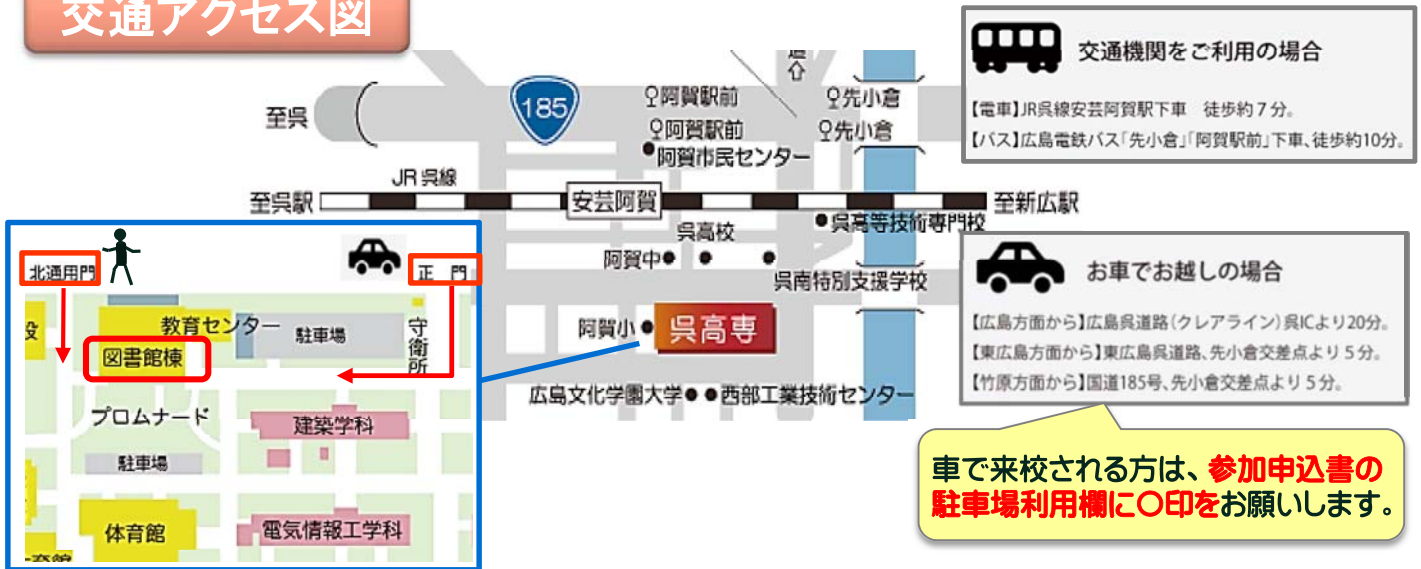 交通アクセス図
交通機関をご利用の場合
【電車】JR呉線安芸阿賀駅下車 徒歩約7分。
【バス】広島電鉄バス「先小倉」「阿賀駅前」下車、徒歩約10分。
至呉
185
阿賀駅前
先小倉
阿賀駅前
先小倉
阿賀市民センター
JR呉線
至呉駅
安芸阿賀
至新広駅
呉高等技術専門校
呉高校
阿賀中
呉南特別支援学校
阿賀小
呉高専
広島文化学園大学
西部工業技術センター
お車でお越しの場合
【広島方面から】広島呉道路(クレアライン)呉ICより20分。
【東広島方面から】東広島呉道路、先小倉交差点より5分。
【竹原方面から】国道185号、先小倉交差点より5分。
車で来校される方は、参加申込書の
駐車場利用欄に〇印をお願いします。
北通用門
正 門
教育センター
駐車場
守衛所
図書館棟
プロムナード
建築学科
駐車場
体育館
電気情報工学科